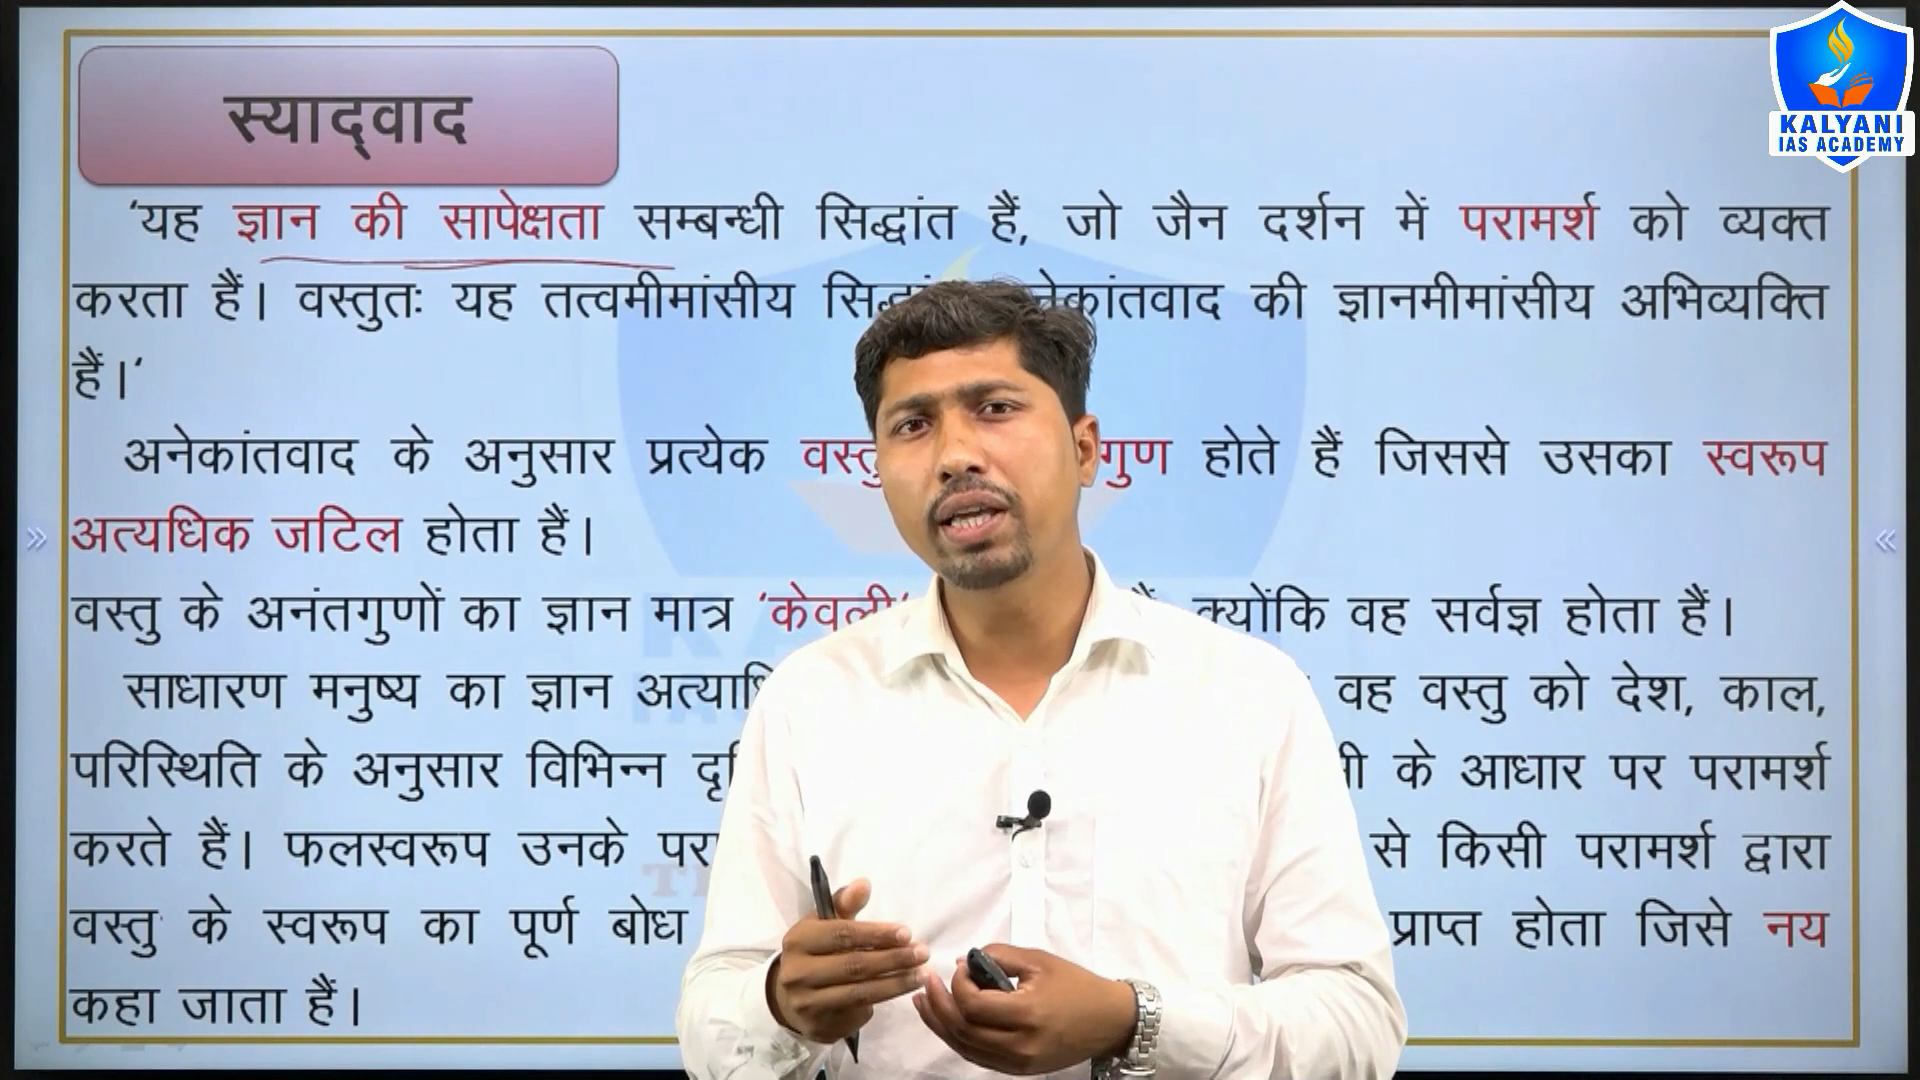 स्याद्वाद
KALYANI
IAS ACADEMY
‘यह ज्ञान की सापेक्षता सम्बन्धी सिद्धांत हैं, जो जैन दर्शन में परामर्श को व्यक्त
करता हैं। वस्तुतः यह तत्वमीमांसीय की ज्ञानमीमांसीय अभिव्यक्ति
हैं।‘
अनेकांतवाद के अनुसार प्रत्येक गुण होते हैं जिससे उसका स्वरूप
अत्यधिक जटिल होता हैं।
वस्तु के अनंतगुणों का ज्ञान मात्र क्योंकि वह सर्वज्ञ होता हैं।
साधारण मनुष्य का ज्ञान वह वस्तु को देश, काल,
परिस्थिति के अनुसार विभिन्न के आधार पर परामर्श
करते हैं। फलस्वरूप उनके से किसी परामर्श द्वारा
वस्तु के स्वरूप का पूर्ण बोध प्राप्त होता जिसे नय
कहा जाता हैं।